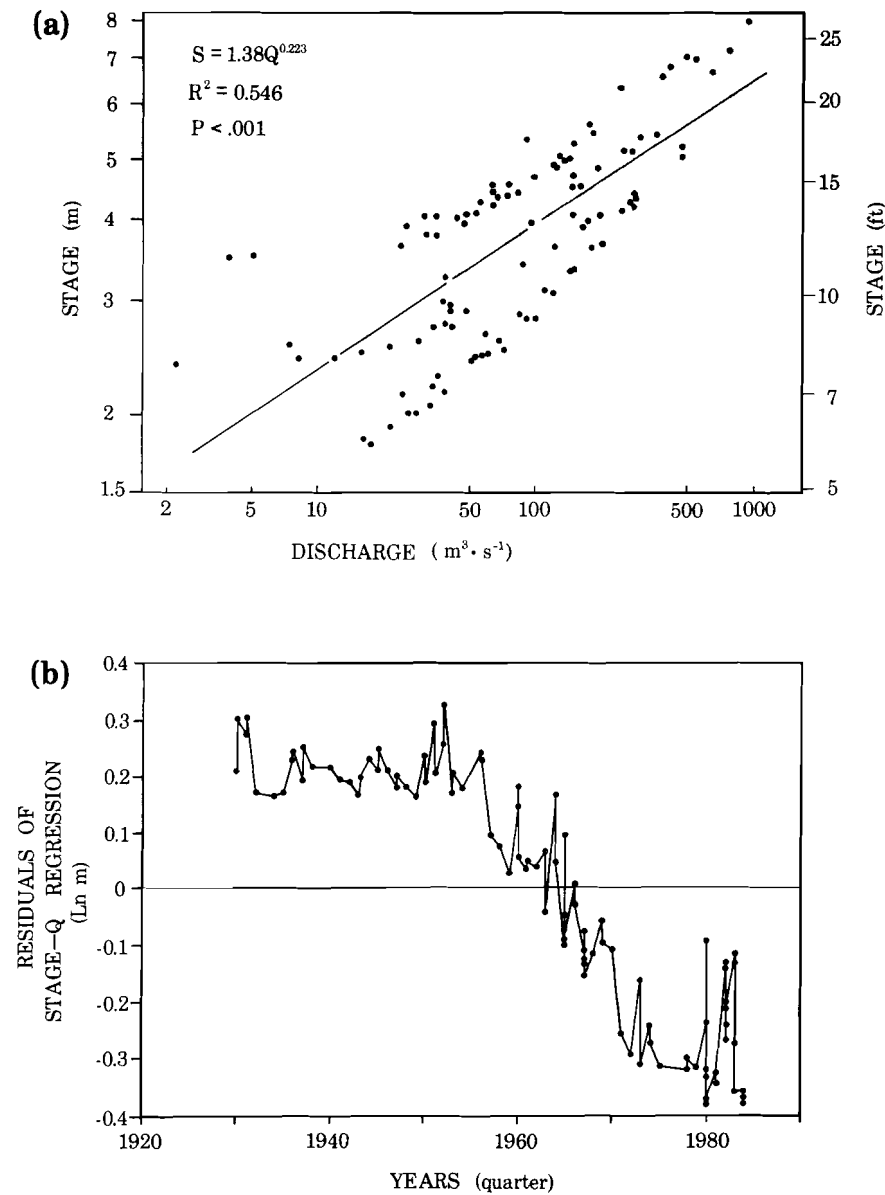 (a)
S = 1.38Q^0.223
R² = 0.546
P < .001
STAGE (m)
8
7
6
5
4
3
2
1.5
STAGE (ft)
25
20
15
10
7
5
2 5 10 50 100 500 1000
DISCHARGE ( m³ · s⁻¹)
(b)
RESIDUALS OF
STAGE–Q REGRESSION
(Ln m)
0.4
0.3
0.2
0.1
0
-0.1
-0.2
-0.3
-0.4
1920 1940 1960 1980
YEARS (quarter)